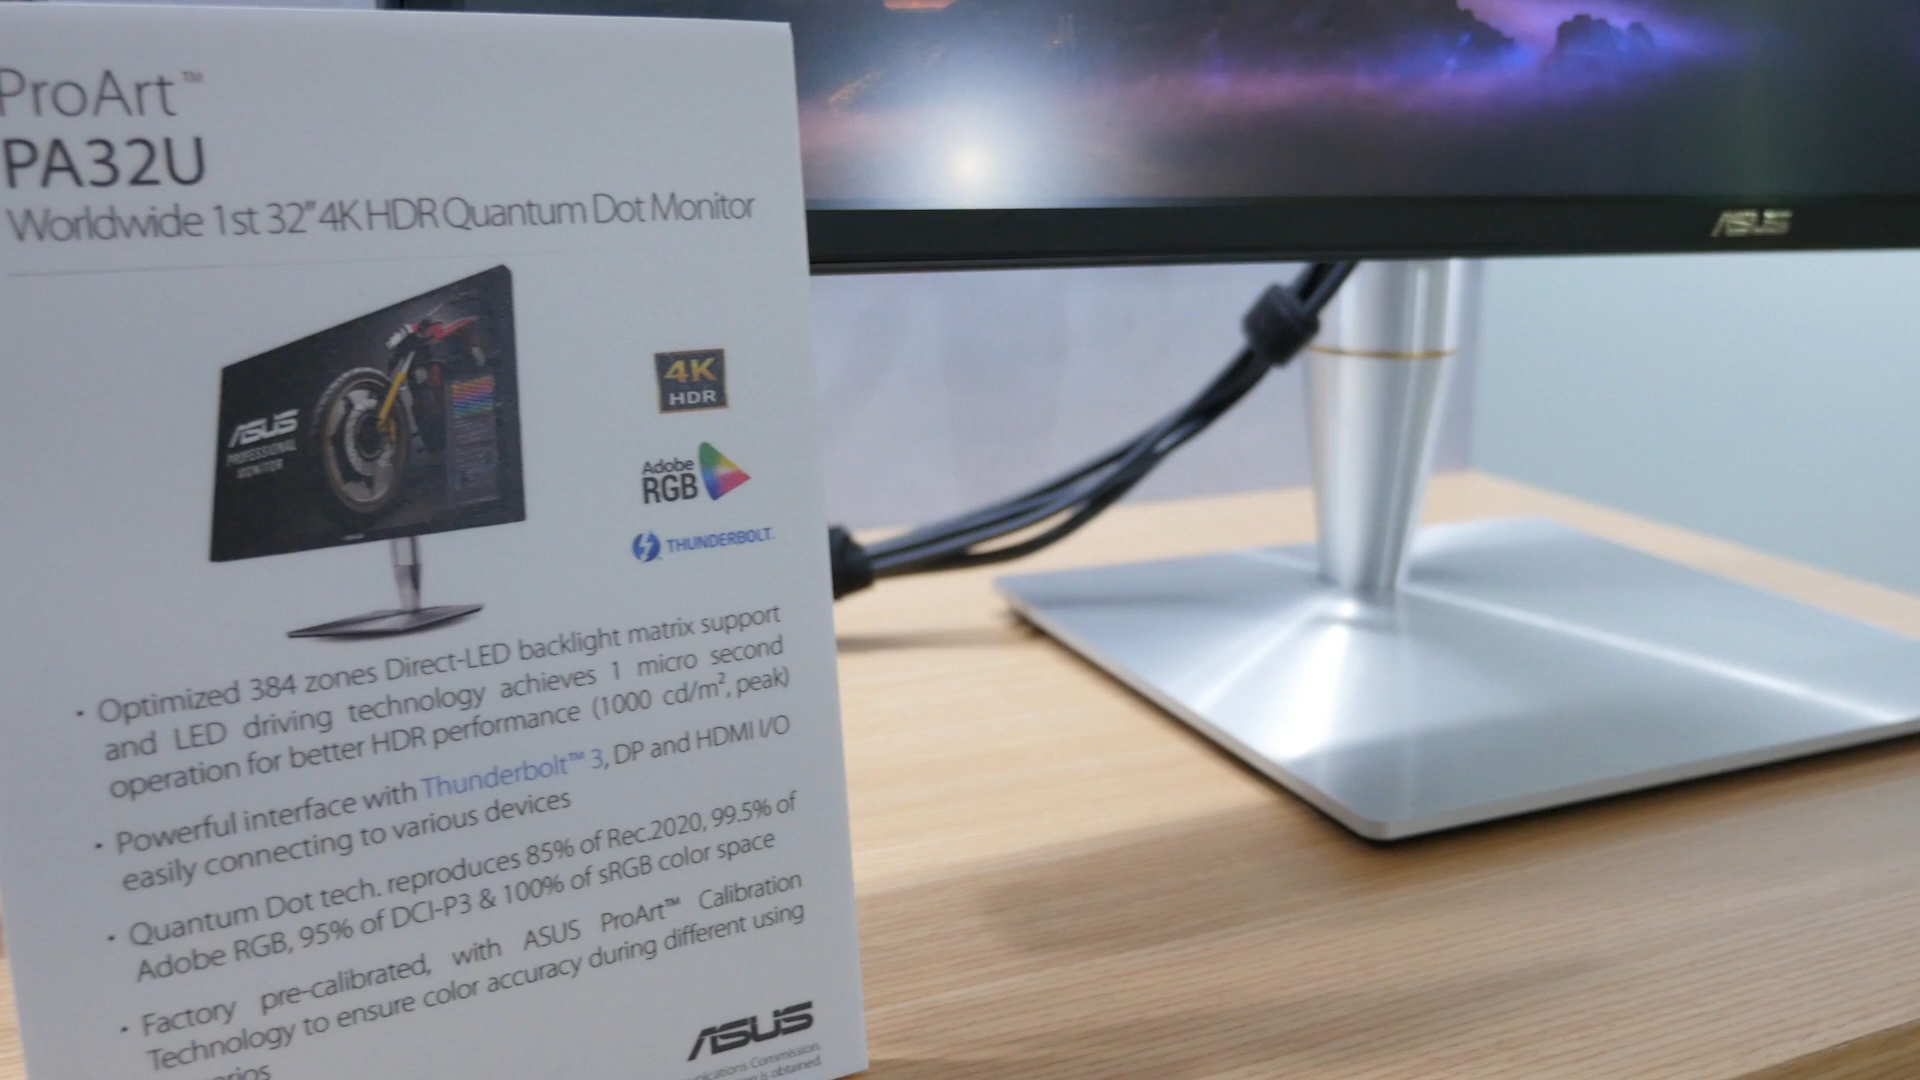 ProArt™
PA32U
Worldwide 1st 32" 4K HDR Quantum Dot Monitor
ASUS
PROFESSIONAL
MONITOR
4K
HDR
Adobe
RGB
THUNDERBOLT™
• Optimized 384 zones Direct-LED backlight matrix support
and LED driving technology achieves 1 micro second
operation for better HDR performance (1000 cd/m², peak)
• Powerful interface with Thunderbolt™ 3, DP and HDMI I/O
easily connecting to various devices
• Quantum Dot tech. reproduces 85% of Rec.2020, 99.5% of
Adobe RGB, 95% of DCI-P3 & 100% of sRGB color space
• Factory pre-calibrated, with ASUS ProArt™ Calibration
Technology to ensure color accuracy during different using
ASUS
Commission.
is obtained.
ASUS